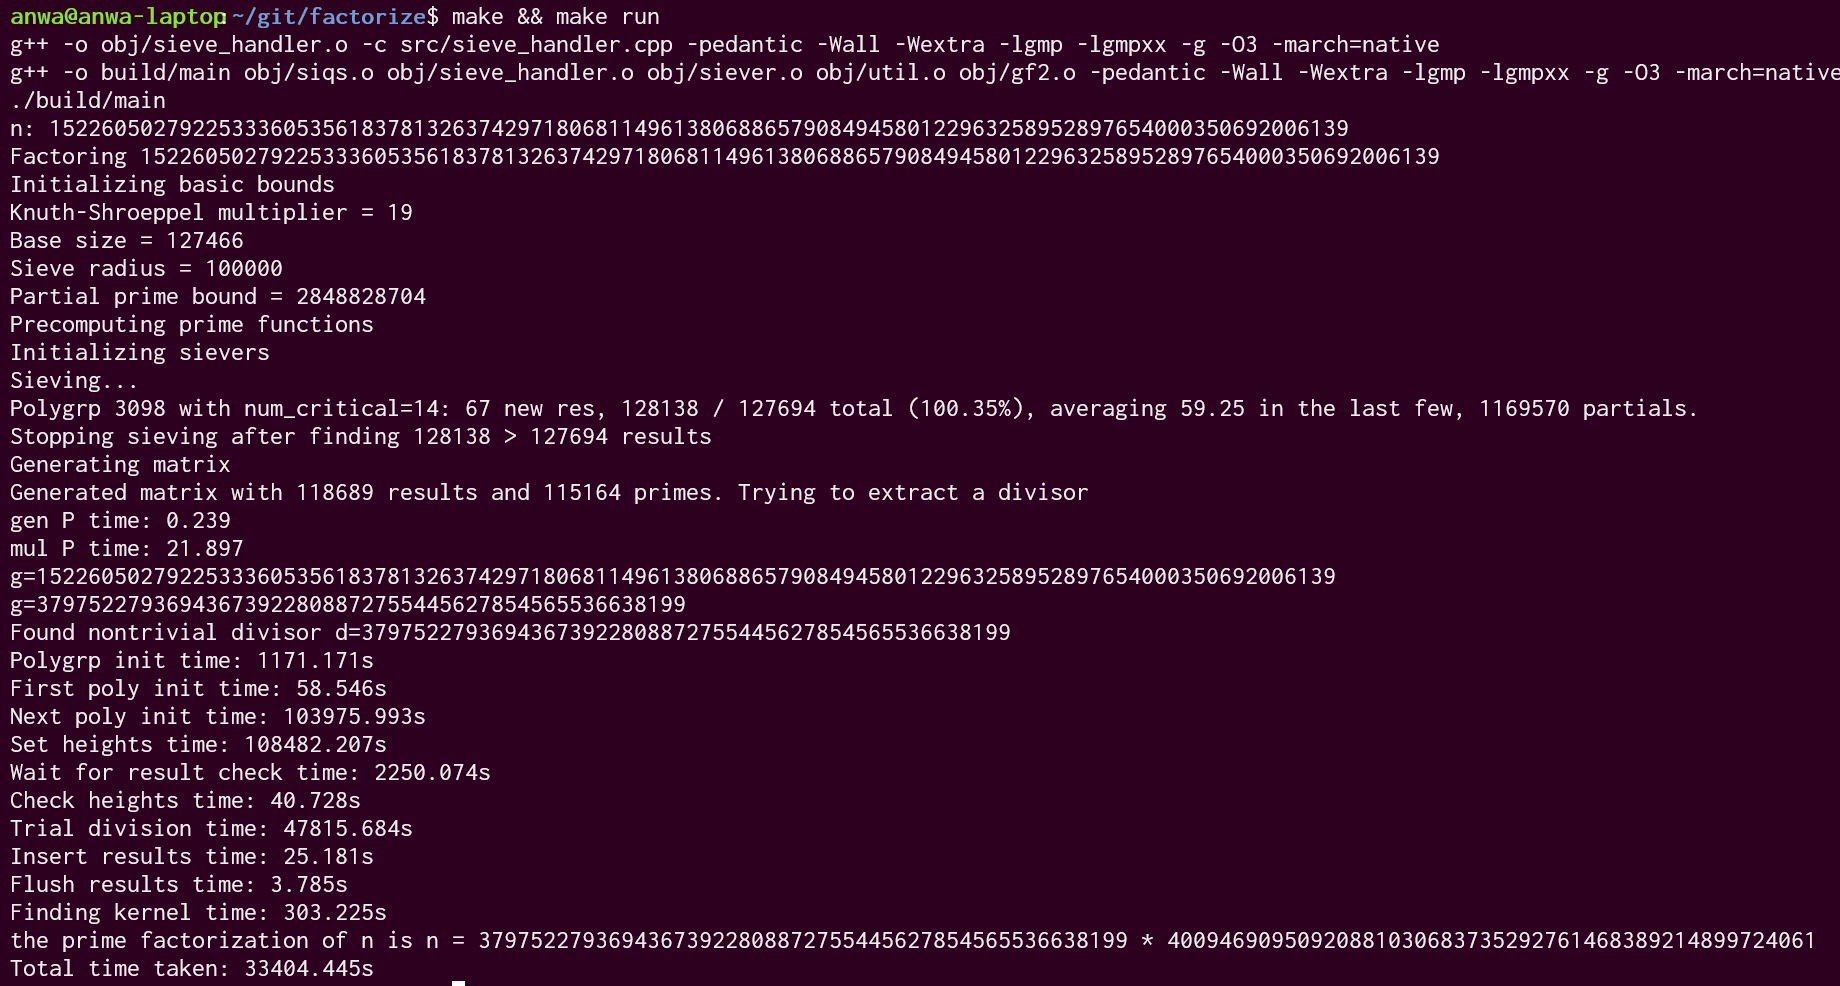 anwa@anwa-laptop:~/git/factorize$ make && make run
g++ -o obj/sieve_handler.o -c src/sieve_handler.cpp -pedantic -Wall -Wextra -lgmp -lgmpxx -g -O3 -march=native
g++ -o build/main obj/siqs.o obj/sieve_handler.o obj/siever.o obj/util.o obj/gf2.o -pedantic -Wall -Wextra -lgmp -lgmpxx -g -O3 -march=native
./build/main
n: 1522605027922533360535618378132637429718068114961380688657908494580122963258952897654000350692006139
Factoring 1522605027922533360535618378132637429718068114961380688657908494580122963258952897654000350692006139
Initializing basic bounds
Knuth-Shroeppel multiplier = 19
Base size = 127466
Sieve radius = 100000
Partial prime bound = 2848828704
Precomputing prime functions
Initializing sievers
Sieving...
Polygrp 3098 with num_critical=14: 67 new res, 128138 / 127694 total (100.35%), averaging 59.25 in the last few, 1169570 partials.
Stopping sieving after finding 128138 > 127694 results
Generating matrix
Generated matrix with 118689 results and 115164 primes. Trying to extract a divisor
gen P time: 0.239
mul P time: 21.897
g=1522605027922533360535618378132637429718068114961380688657908494580122963258952897654000350692006139
g=37975227936943673922808872755445627854565536638199
Found nontrivial divisor d=37975227936943673922808872755445627854565536638199
Polygrp init time: 1171.171s
First poly init time: 58.546s
Next poly init time: 103975.993s
Set heights time: 108482.207s
Wait for result check time: 2250.074s
Check heights time: 40.728s
Trial division time: 47815.684s
Insert results time: 25.181s
Flush results time: 3.785s
Finding kernel time: 303.225s
the prime factorization of n is n = 37975227936943673922808872755445627854565536638199 * 40094690950920881030683735292761468389214899724061
Total time taken: 33404.445s